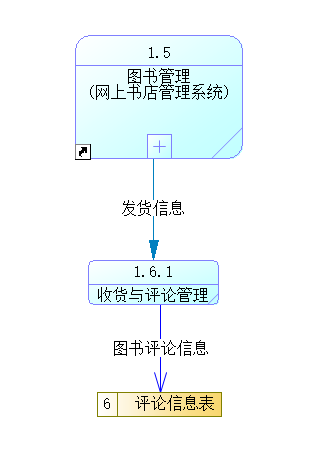 1.5
图书管理
(网上书店管理系统)
发货信息
1.6.1
收货与评论管理
图书评论信息
6 评论信息表